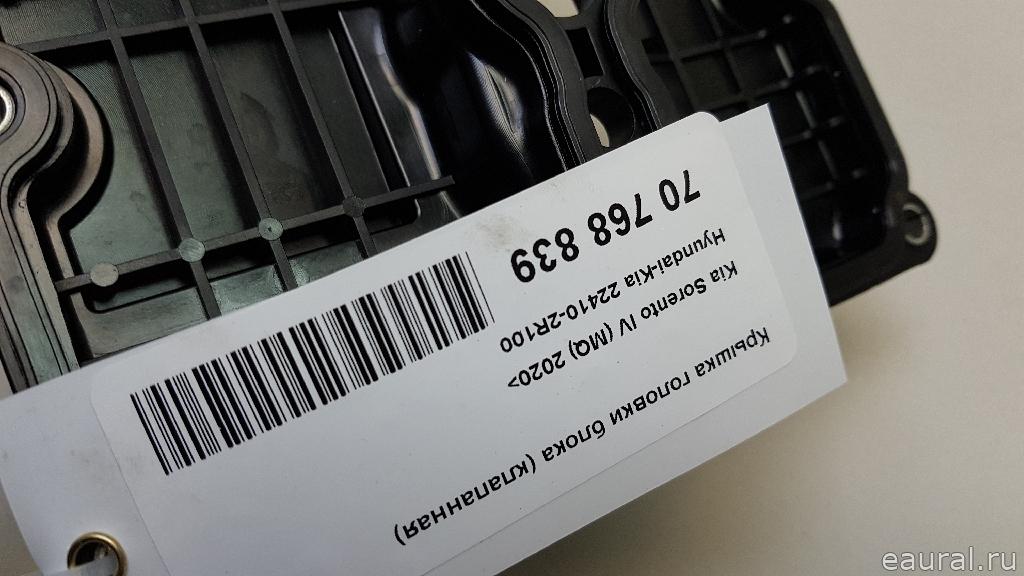 Крышка головки блока (клапанная)
Kia Sorento IV (MQ) 2020>
Hyundai-Kia 22410-2R100
70 768 839
eaural.ru